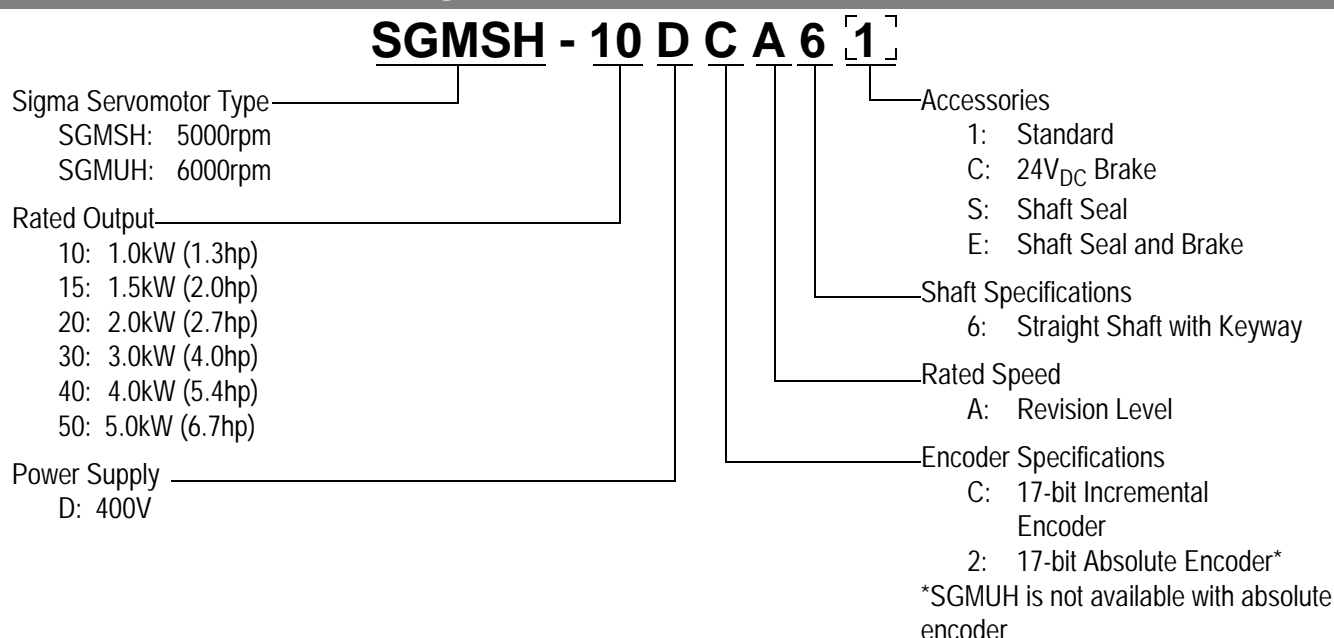 SGMSH - 10 D C A 6 1
Sigma Servomotor Type
SGMSH: 5000rpm
SGMUH: 6000rpm
Rated Output
10: 1.0kW (1.3hp)
15: 1.5kW (2.0hp)
20: 2.0kW (2.7hp)
30: 3.0kW (4.0hp)
40: 4.0kW (5.4hp)
50: 5.0kW (6.7hp)
Power Supply
D: 400V
Accessories
1: Standard
C: 24VDC Brake
S: Shaft Seal
E: Shaft Seal and Brake
Shaft Specifications
6: Straight Shaft with Keyway
Rated Speed
A: Revision Level
Encoder Specifications
C: 17-bit Incremental
Encoder
2: 17-bit Absolute Encoder*
*SGMUH is not available with absolute
encoder